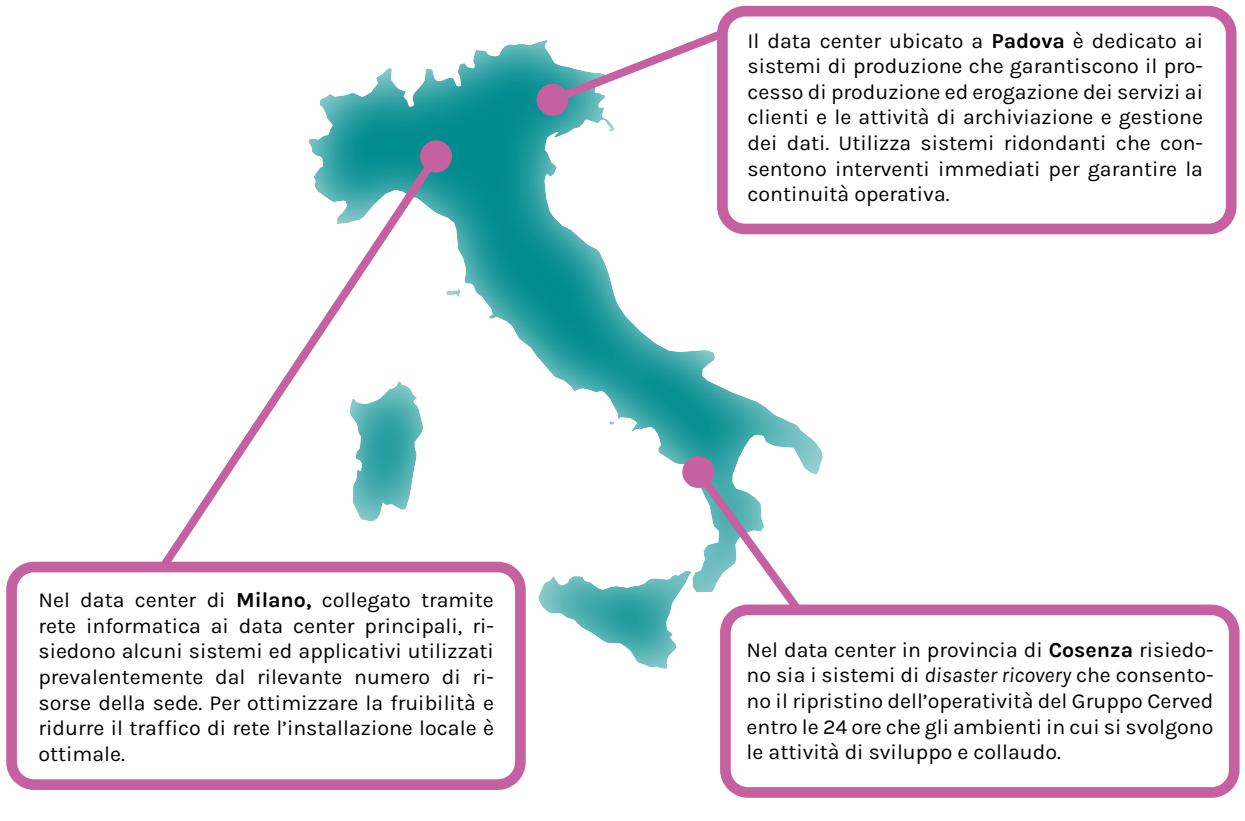 Il data center ubicato a Padova è dedicato ai
sistemi di produzione che garantiscono il pro-
cesso di produzione ed erogazione dei servizi ai
clienti e le attività di archiviazione e gestione
dei dati. Utilizza sistemi ridondanti che con-
sentono interventi immediati per garantire la
continuità operativa.
Nel data center di Milano, collegato tramite
rete informatica ai data center principali, ri-
siedono alcuni sistemi ed applicativi utilizzati
prevalentemente dal rilevante numero di ri-
sorse della sede. Per ottimizzare la fruibilità e
ridurre il traffico di rete l'installazione locale è
ottimale.
Nel data center in provincia di Cosenza risiedo-
no sia i sistemi di disaster ricovery che consento-
no il ripristino dell'operatività del Gruppo Cerved
entro le 24 ore che gli ambienti in cui si svolgono
le attività di sviluppo e collaudo.